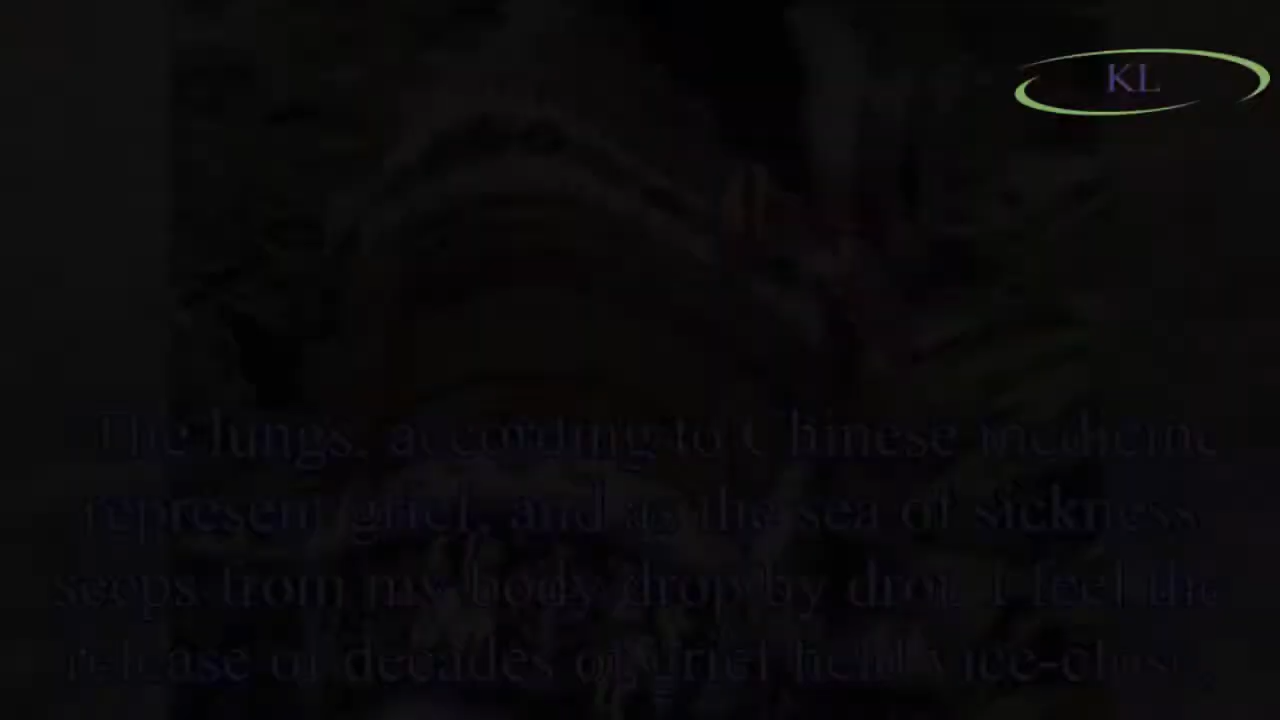 KL
The lungs, according to Chinese medicine
represent grief, and as the sea of sickness
seeps from my body drop by drop, I feel the
release of decades of grief held vice-close,